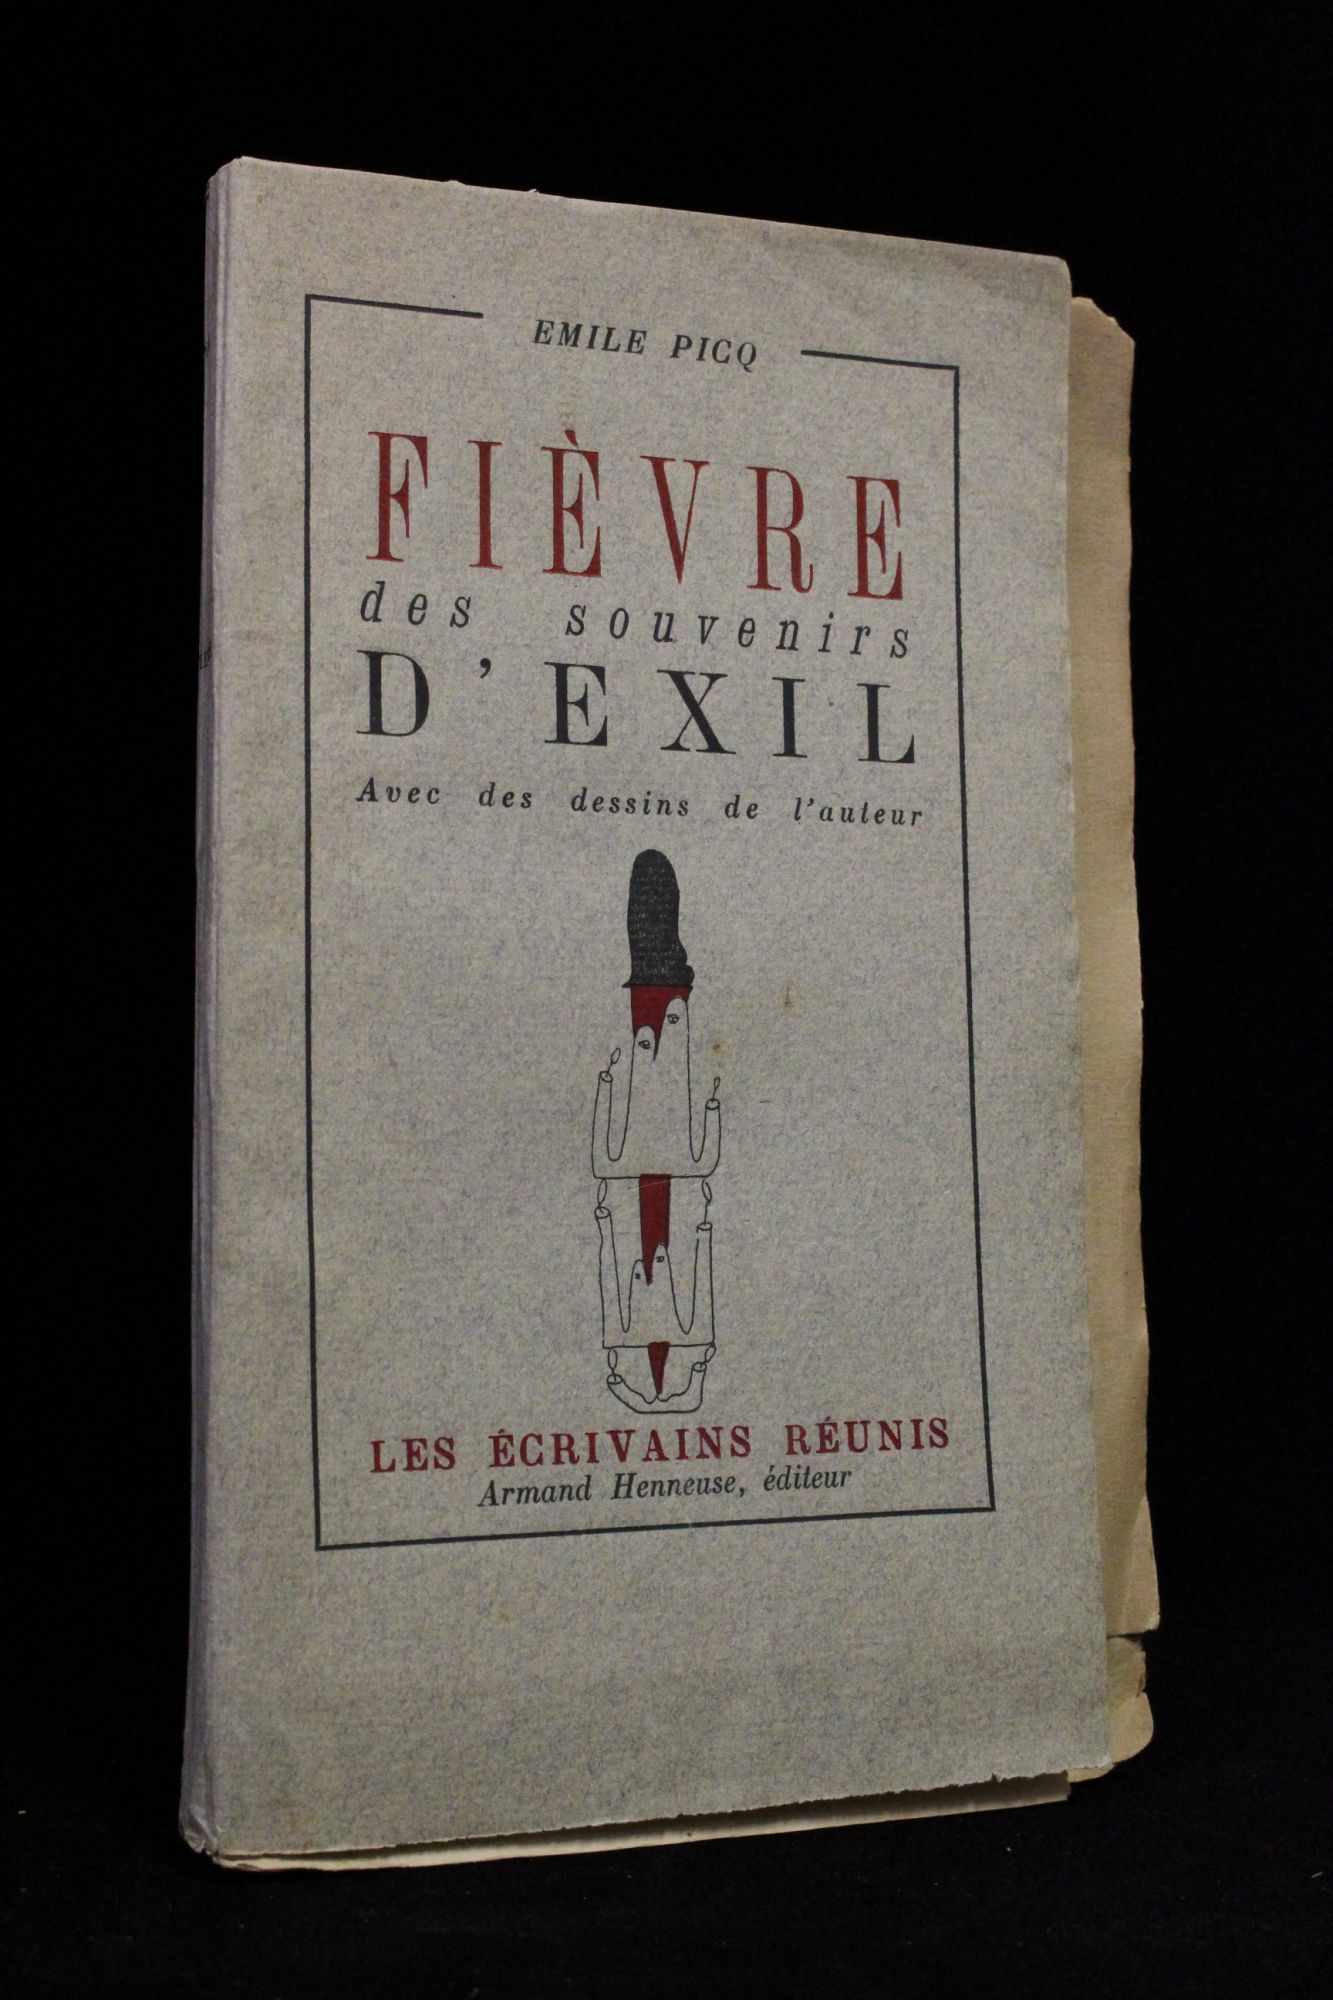 EMILE PICQ
FIÈVRE
des souvenirs
D'EXIL
Avec des dessins de l'auteur
LES ÉCRIVAINS RÉUNIS
Armand Henneuse, éditeur